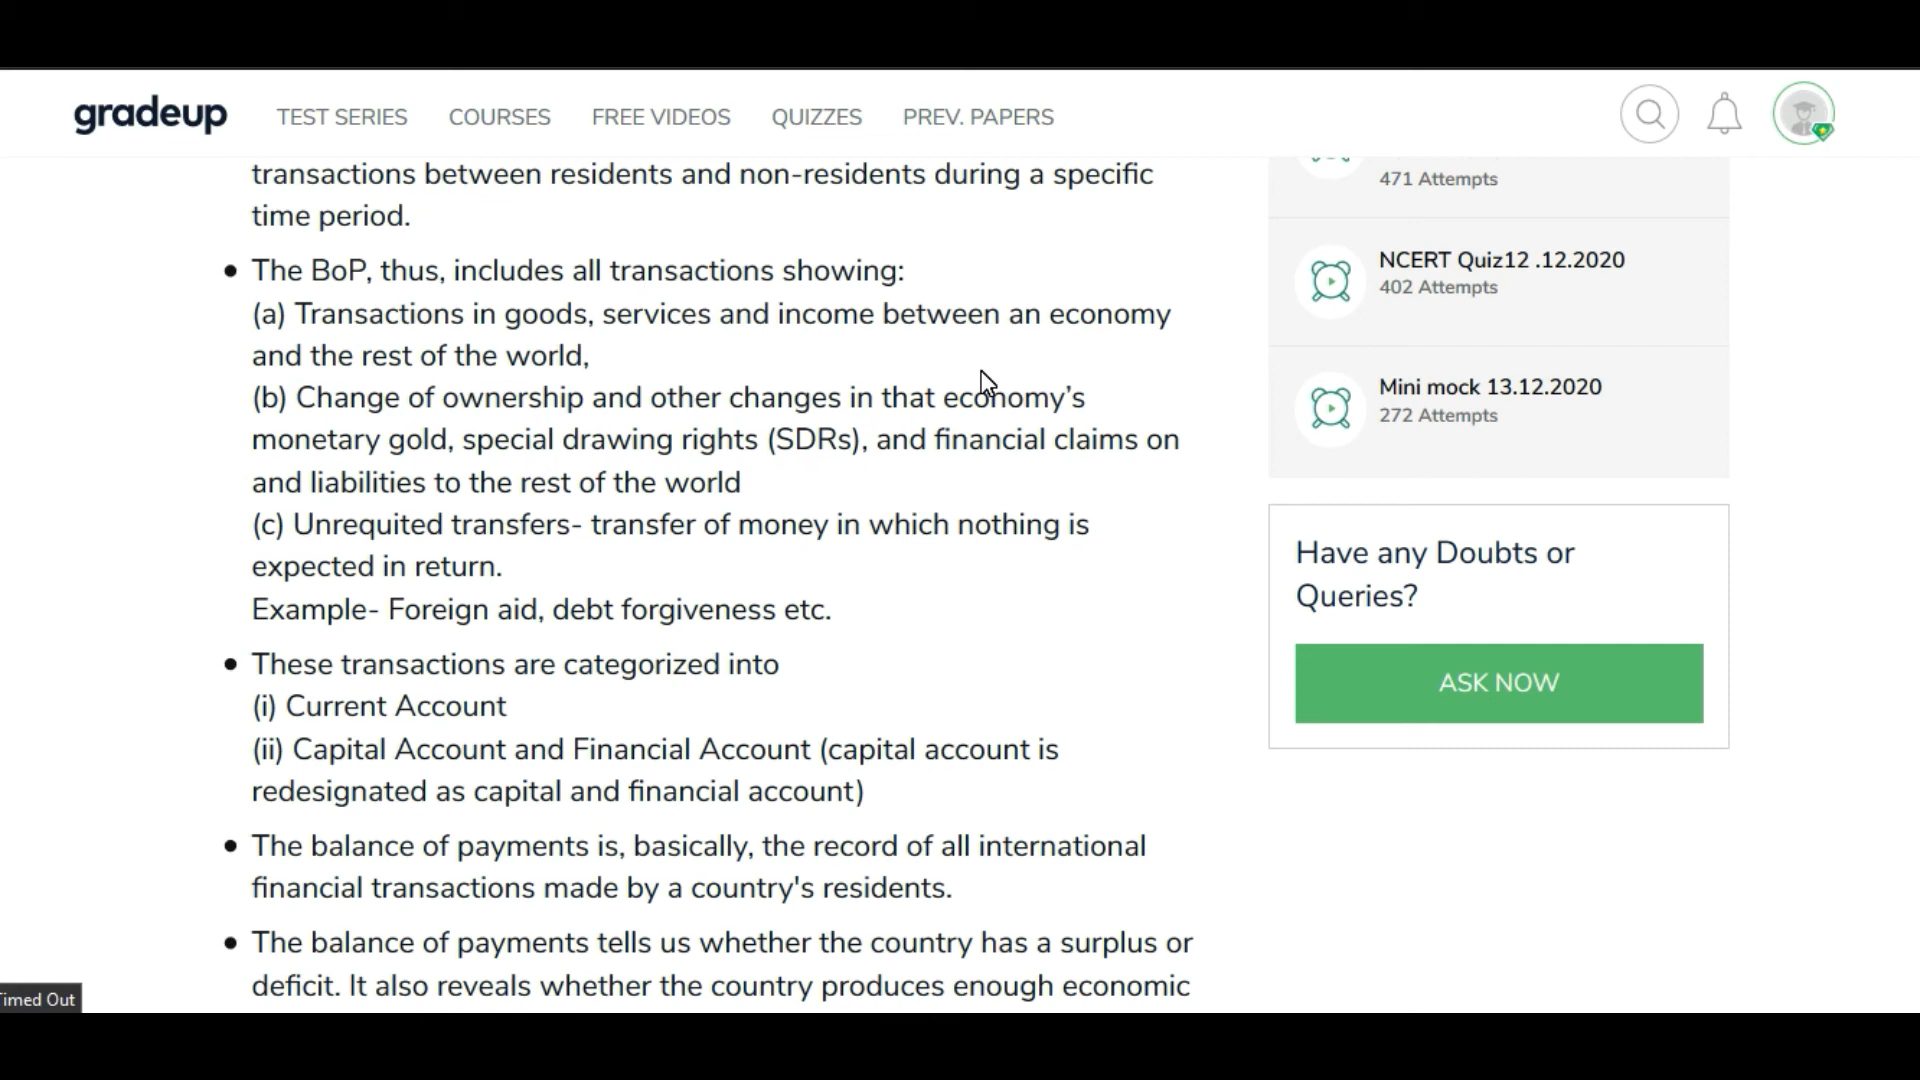 gradeup TEST SERIES COURSES FREE VIDEOS QUIZZES PREV. PAPERS
transactions between residents and non-residents during a specific
time period.
• The BoP, thus, includes all transactions showing:
(a) Transactions in goods, services and income between an economy
and the rest of the world,
(b) Change of ownership and other changes in that economy’s
monetary gold, special drawing rights (SDRs), and financial claims on
and liabilities to the rest of the world
(c) Unrequited transfers- transfer of money in which nothing is
expected in return.
Example- Foreign aid, debt forgiveness etc.
• These transactions are categorized into
(i) Current Account
(ii) Capital Account and Financial Account (capital account is
redesignated as capital and financial account)
• The balance of payments is, basically, the record of all international
financial transactions made by a country's residents.
• The balance of payments tells us whether the country has a surplus or
deficit. It also reveals whether the country produces enough economic
471 Attempts
NCERT Quiz12 .12.2020
402 Attempts
Mini mock 13.12.2020
272 Attempts
Have any Doubts or
Queries?
ASK NOW
Timed Out